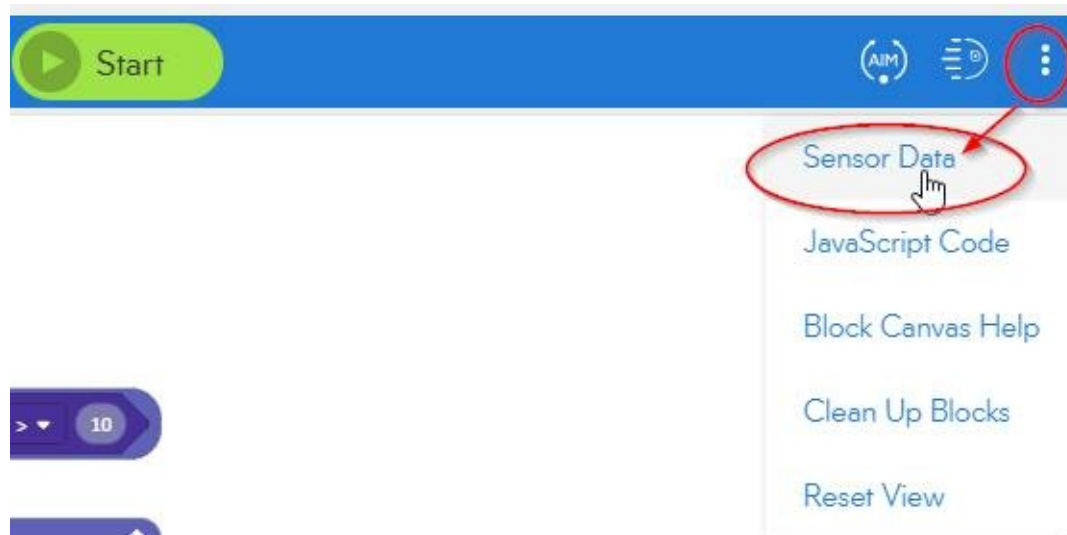 Start
AIM
Sensor Data
JavaScript Code
Block Canvas Help
> 10
Clean Up Blocks
Reset View